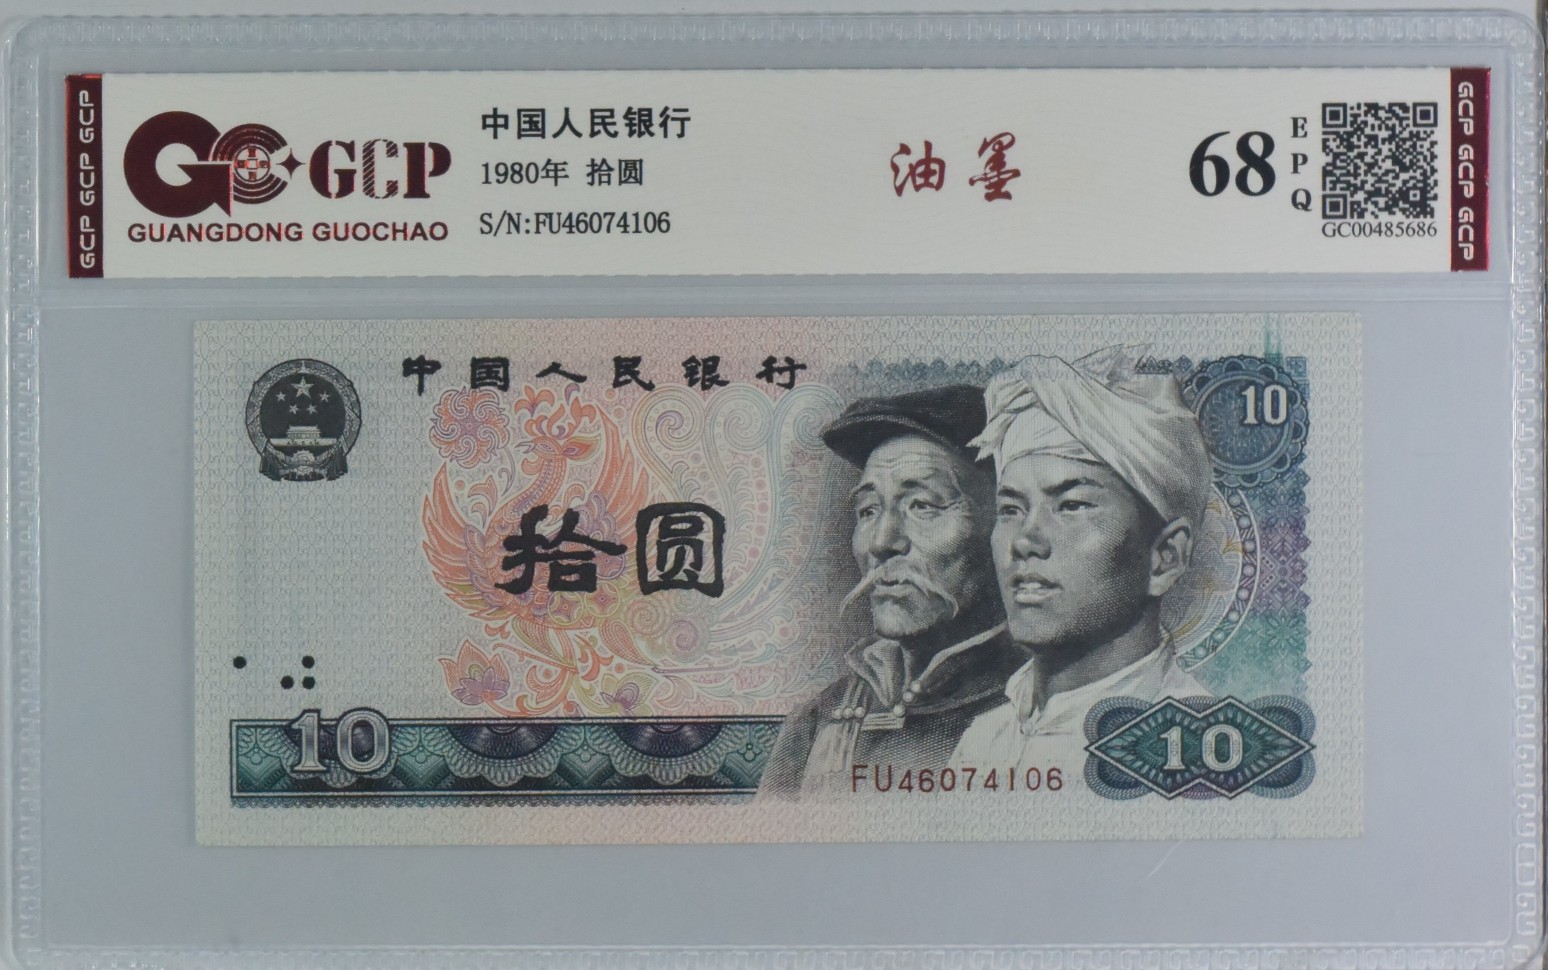 GCP GCP GCP
GCP
GUANGDONG GUOCHAO
中国人民银行
1980年 拾圆
S/N:FU46074106
油墨
68
EPQ
GC00485686
GCP GCP GCP
中国人民银行
10
拾圆
10
FU46074106
10